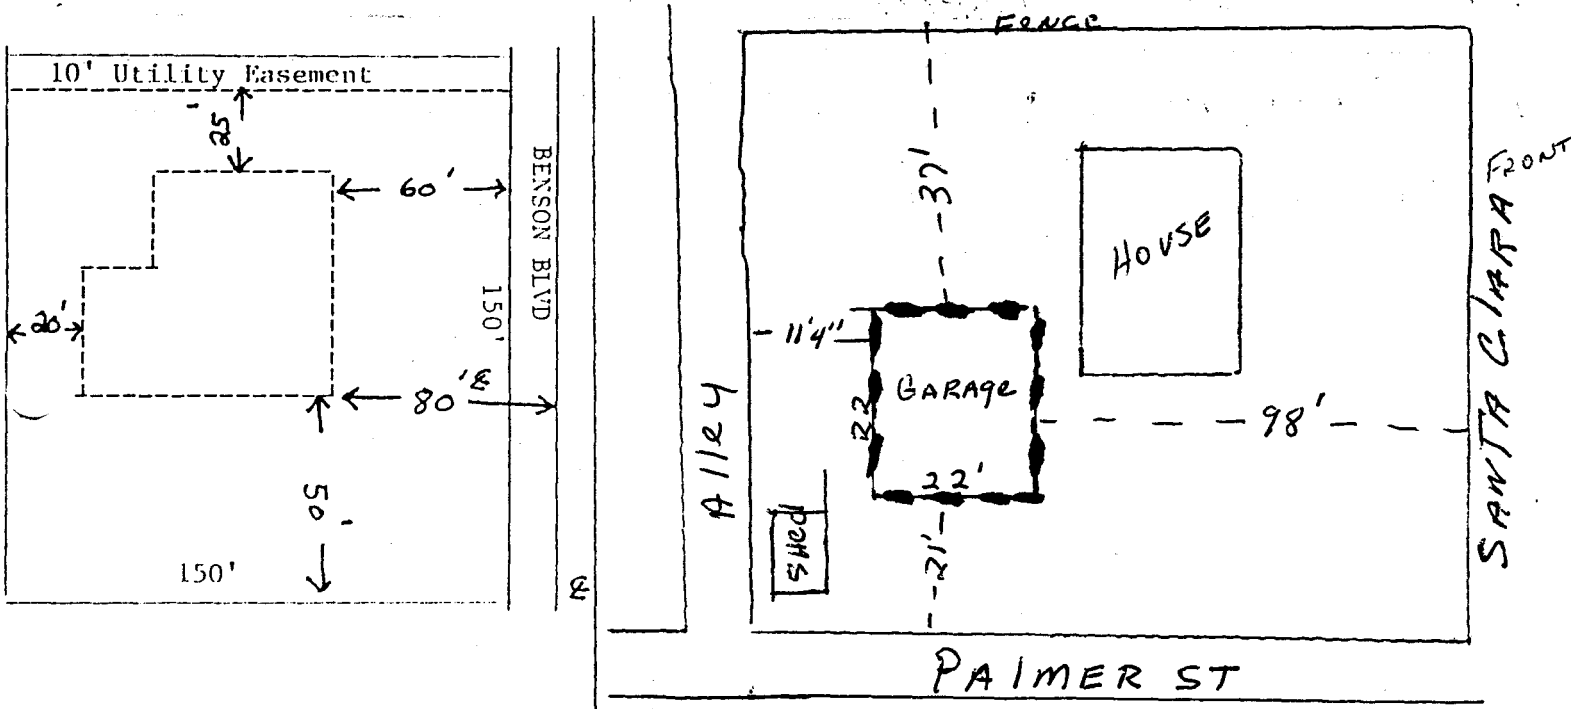 10' Utility Easement
25'
60'
BENSON BLVD
150'
20'
80' ℄
50'
150'
℄
FENCE
37'
FRONT
HOUSE
SANTA CLARA
11'4"
GARAGE
22
22'
98'
Alley
SHED
21'
PALMER ST